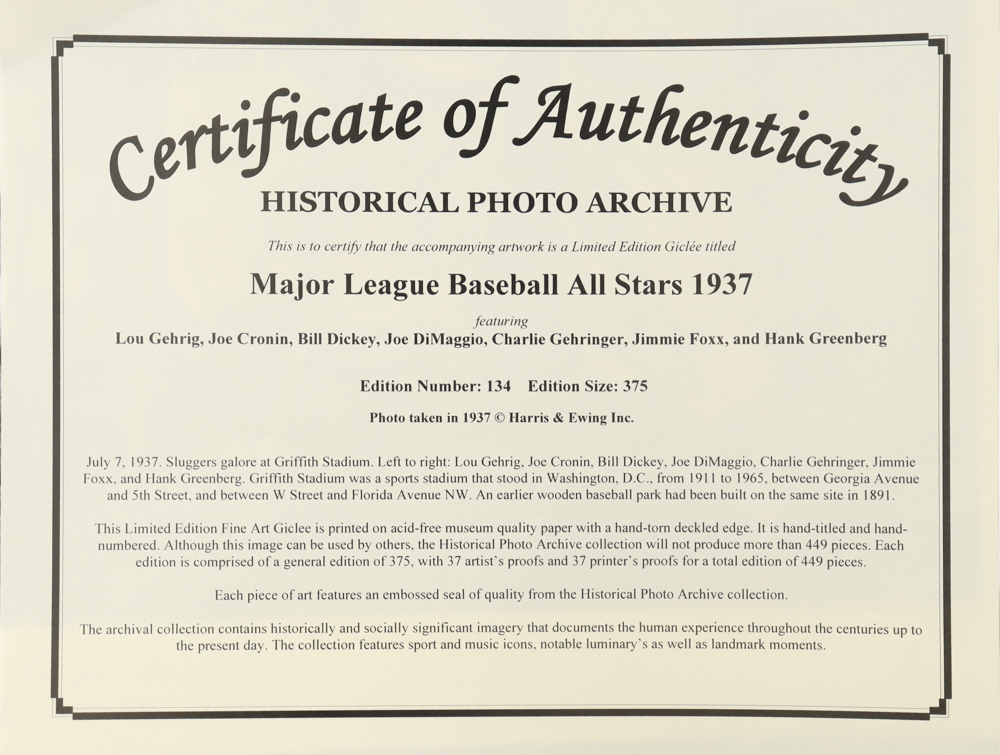 Certificate of Authenticity
HISTORICAL PHOTO ARCHIVE
This is to certify that the accompanying artwork is a Limited Edition Giclée titled
Major League Baseball All Stars 1937
featuring
Lou Gehrig, Joe Cronin, Bill Dickey, Joe DiMaggio, Charlie Gehringer, Jimmie Foxx, and Hank Greenberg
Edition Number: 134 Edition Size: 375
Photo taken in 1937 © Harris & Ewing Inc.
July 7, 1937. Sluggers galore at Griffith Stadium. Left to right: Lou Gehrig, Joe Cronin, Bill Dickey, Joe DiMaggio, Charlie Gehringer, Jimmie
Foxx, and Hank Greenberg. Griffith Stadium was a sports stadium that stood in Washington, D.C., from 1911 to 1965, between Georgia Avenue
and 5th Street, and between W Street and Florida Avenue NW. An earlier wooden baseball park had been built on the same site in 1891.
This Limited Edition Fine Art Giclee is printed on acid-free museum quality paper with a hand-torn deckled edge. It is hand-titled and hand-
numbered. Although this image can be used by others, the Historical Photo Archive collection will not produce more than 449 pieces. Each
edition is comprised of a general edition of 375, with 37 artist's proofs and 37 printer's proofs for a total edition of 449 pieces.
Each piece of art features an embossed seal of quality from the Historical Photo Archive collection.
The archival collection contains historically and socially significant imagery that documents the human experience throughout the centuries up to
the present day. The collection features sport and music icons, notable luminary's as well as landmark moments.